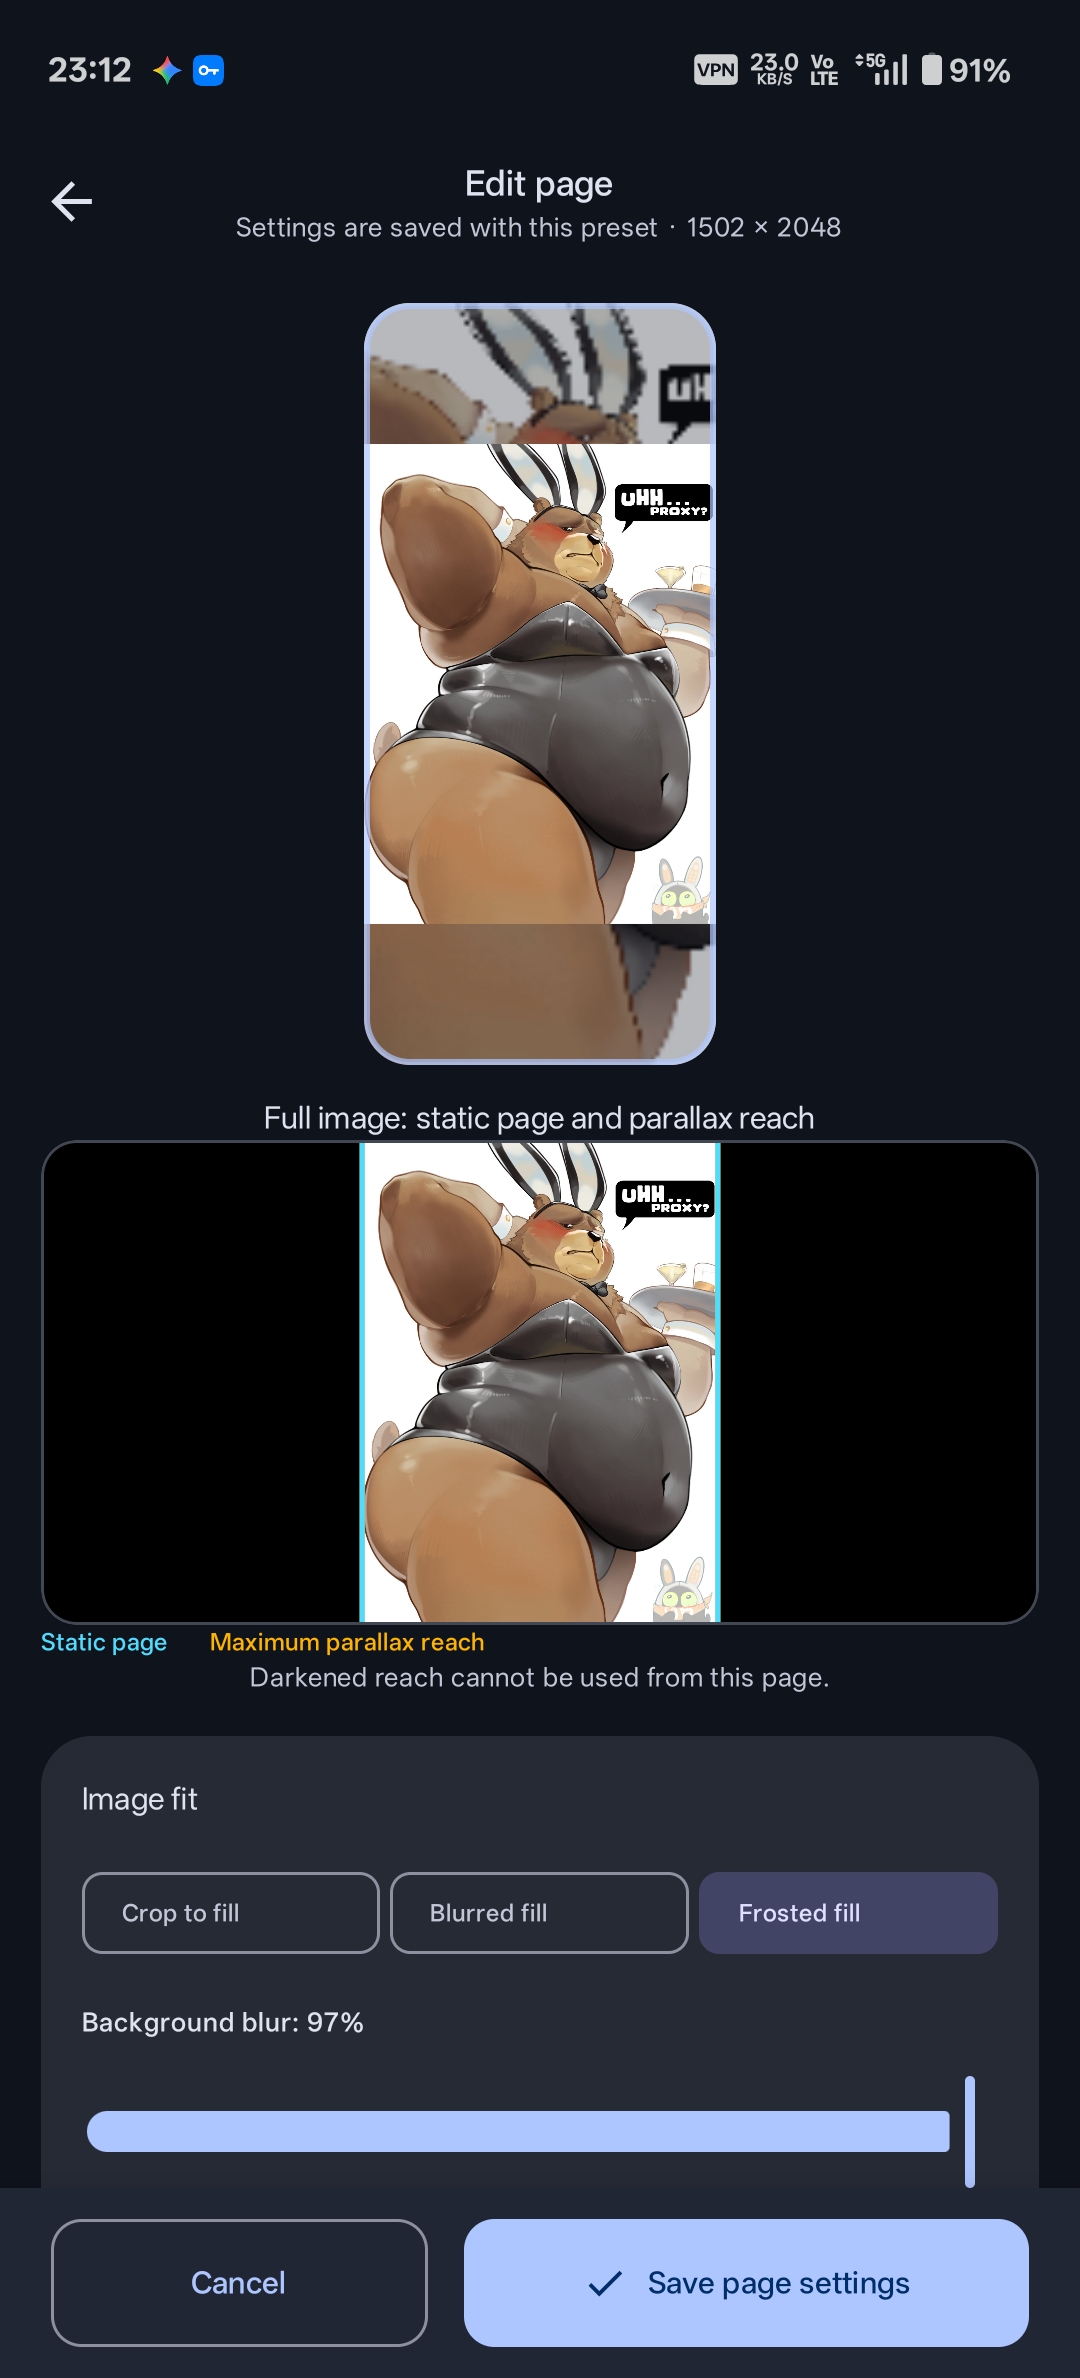 23:12
VPN 23.0 KB/S Vo LTE 5G 91%
Edit page
Settings are saved with this preset · 1502 × 2048
UH
UHH...
PROXY?
Full image: static page and parallax reach
UHH...
PROXY?
Static page Maximum parallax reach
Darkened reach cannot be used from this page.
Image fit
Crop to fill Blurred fill Frosted fill
Background blur: 97%
Cancel Save page settings